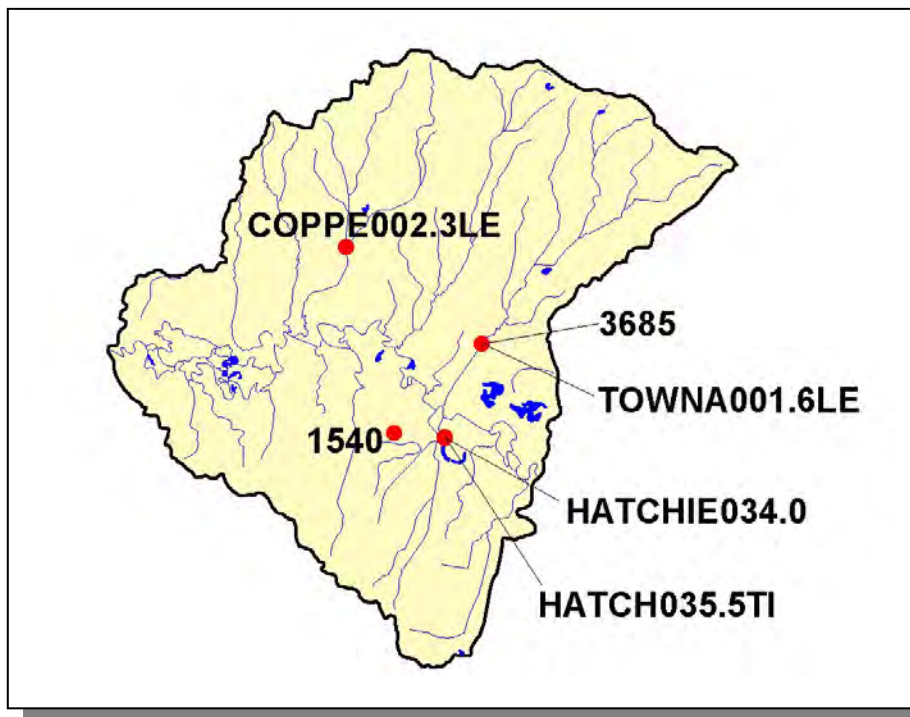 COPPE002.3LE
3685
TOWNA001.6LE
1540
HATCHIE034.0
HATCH035.5TI